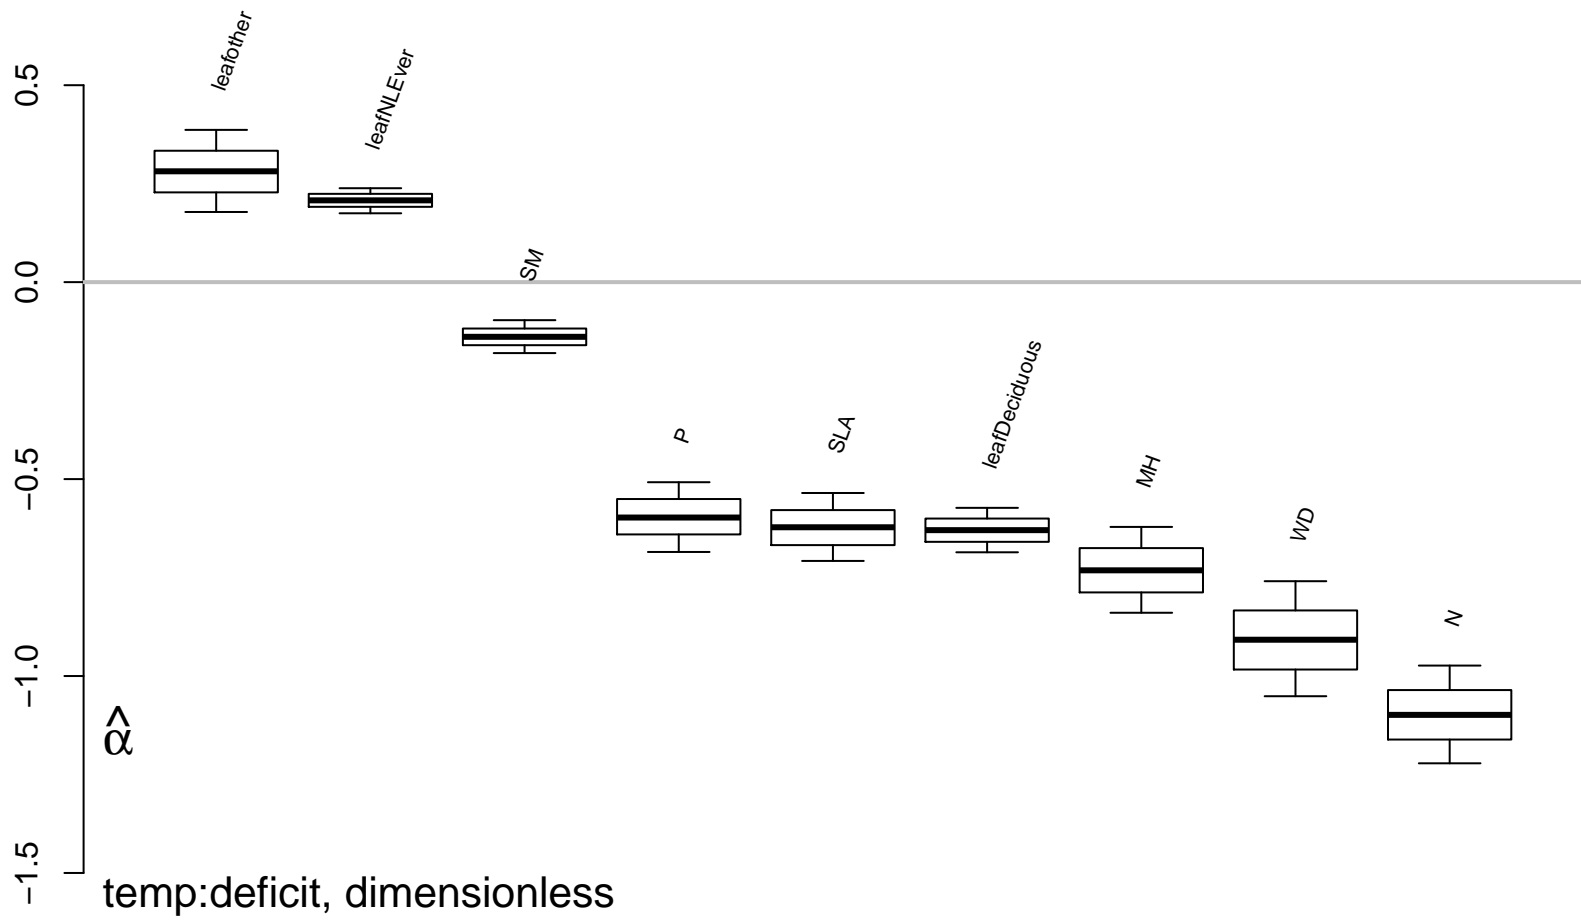 leafother
leafNLEver
SM
P
SLA
leafDeciduous
MH
WD
N
0.5
0.0
−0.5
−1.0
−1.5
α̂
temp:deficit, dimensionless